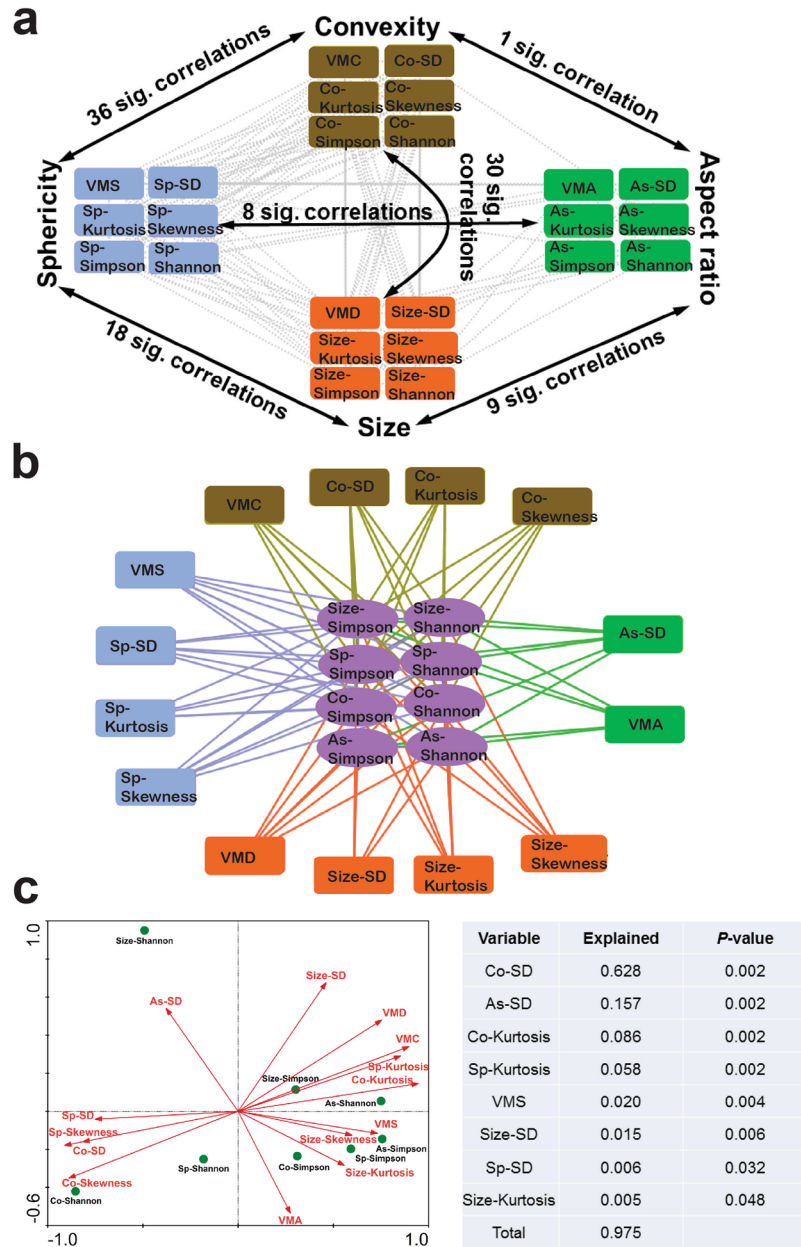 a
Convexity
36 sig. correlations
1 sig. correlation
VMC
Co-SD
Co-
Kurtosis
Co-
Skewness
Co-
Simpson
Co-
Shannon
Sphericity
VMS
Sp-SD
Sp-
Kurtosis
Sp-
Skewness
Sp-
Simpson
Sp-
Shannon
8 sig. correlations
30 sig.
correlations
VMA
As-SD
As-
Kurtosis
As-
Skewness
As-
Simpson
As-
Shannon
Aspect ratio
VMD
Size-SD
Size-
Kurtosis
Size-
Skewness
Size-
Simpson
Size-
Shannon
18 sig. correlations
9 sig. correlations
Size
b
VMC
Co-SD
Co-
Kurtosis
Co-
Skewness
VMS
Sp-SD
Sp-
Kurtosis
Sp-
Skewness
Size-
Simpson
Size-
Shannon
Sp-
Simpson
Sp-
Shannon
Co-
Simpson
Co-
Shannon
As-
Simpson
As-
Shannon
As-SD
VMA
VMD
Size-SD
Size-
Kurtosis
Size-
Skewness
c
1.0
Size-Shannon
Size-SD
As-SD
VMD
VMC
Sp-Kurtosis
Co-Kurtosis
Size-Simpson
As-Shannon
Sp-SD
Sp-Skewness
Co-SD
VMS
Size-Skewness
As-Simpson
Sp-Shannon
Co-Simpson
Sp-Simpson
Size-Kurtosis
Co-Skewness
Co-Shannon
VMA
-0.6
-1.0
1.0
Variable Explained P-value
Co-SD 0.628 0.002
As-SD 0.157 0.002
Co-Kurtosis 0.086 0.002
Sp-Kurtosis 0.058 0.002
VMS 0.020 0.004
Size-SD 0.015 0.006
Sp-SD 0.006 0.032
Size-Kurtosis 0.005 0.048
Total 0.975